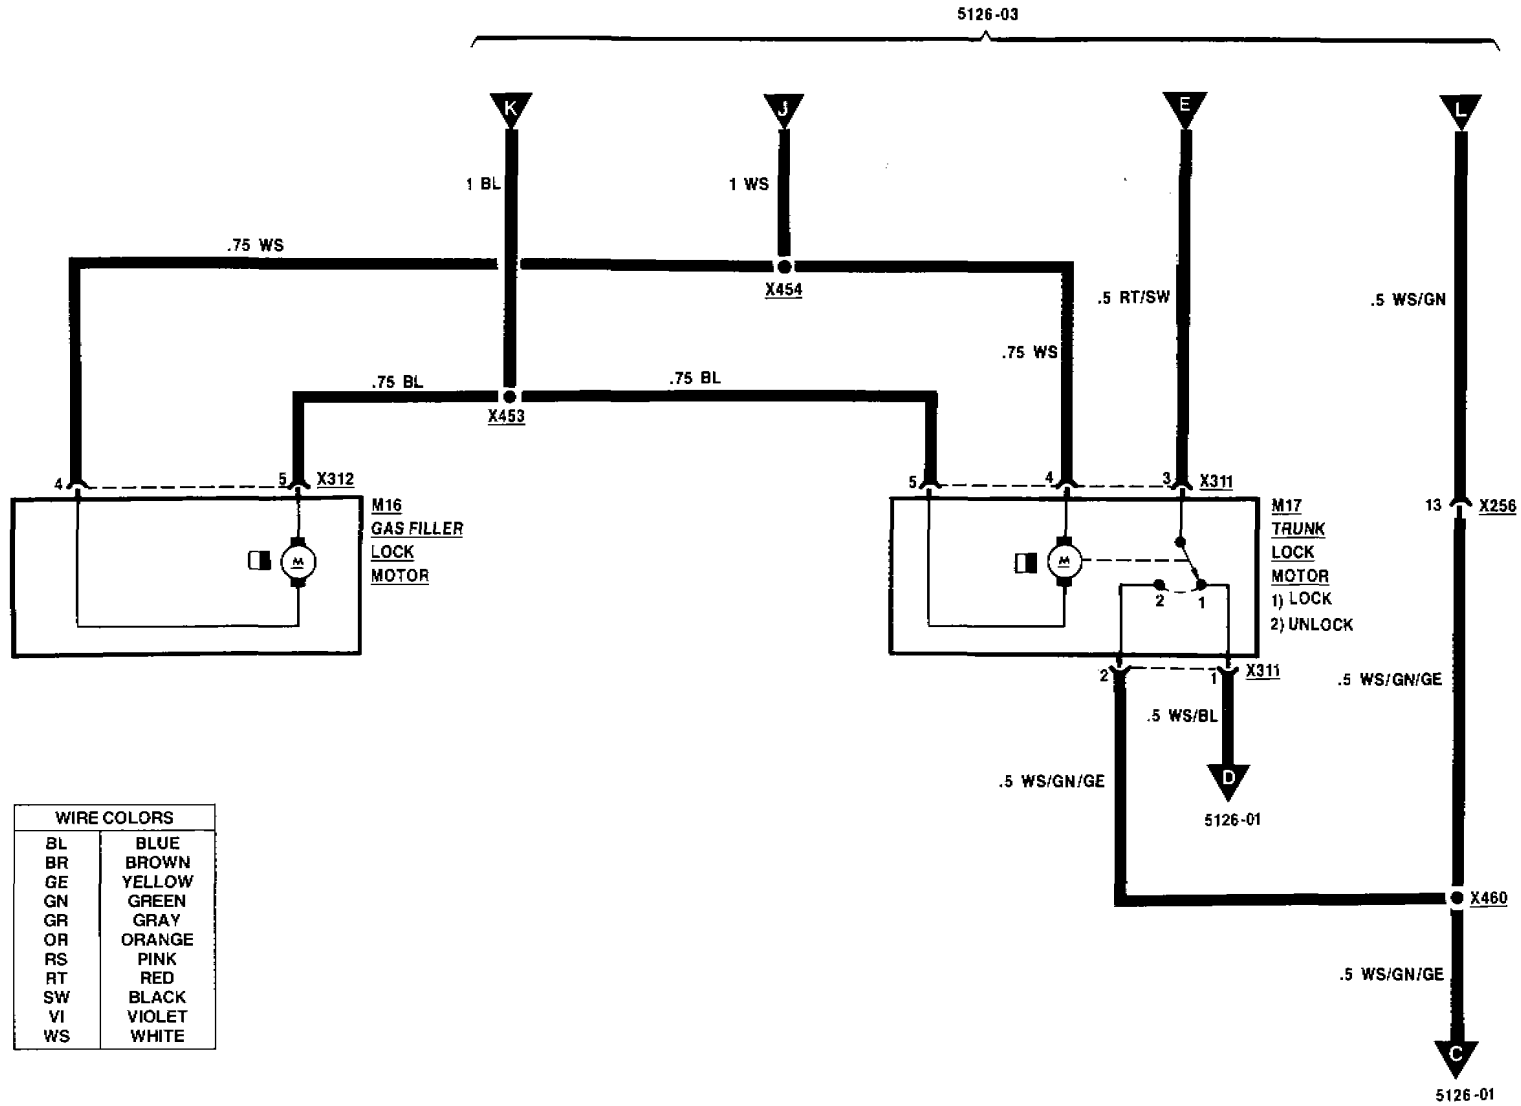 5126-03
K
J
E
L
1 BL
1 WS
.75 WS
X454
.5 RT/SW
.5 WS/GN
.75 WS
.75 BL
.75 BL
X453
4
5
X312
5
4
3
X311
13
X256
M16
GAS FILLER
LOCK
MOTOR
M
M17
TRUNK
LOCK
MOTOR
1) LOCK
2) UNLOCK
M
2
1
2
1
X311
.5 WS/GN/GE
.5 WS/BL
.5 WS/GN/GE
D
5126-01
X460
.5 WS/GN/GE
C
5126-01
WIRE COLORS
BL BLUE
BR BROWN
GE YELLOW
GN GREEN
GR GRAY
OR ORANGE
RS PINK
RT RED
SW BLACK
VI VIOLET
WS WHITE